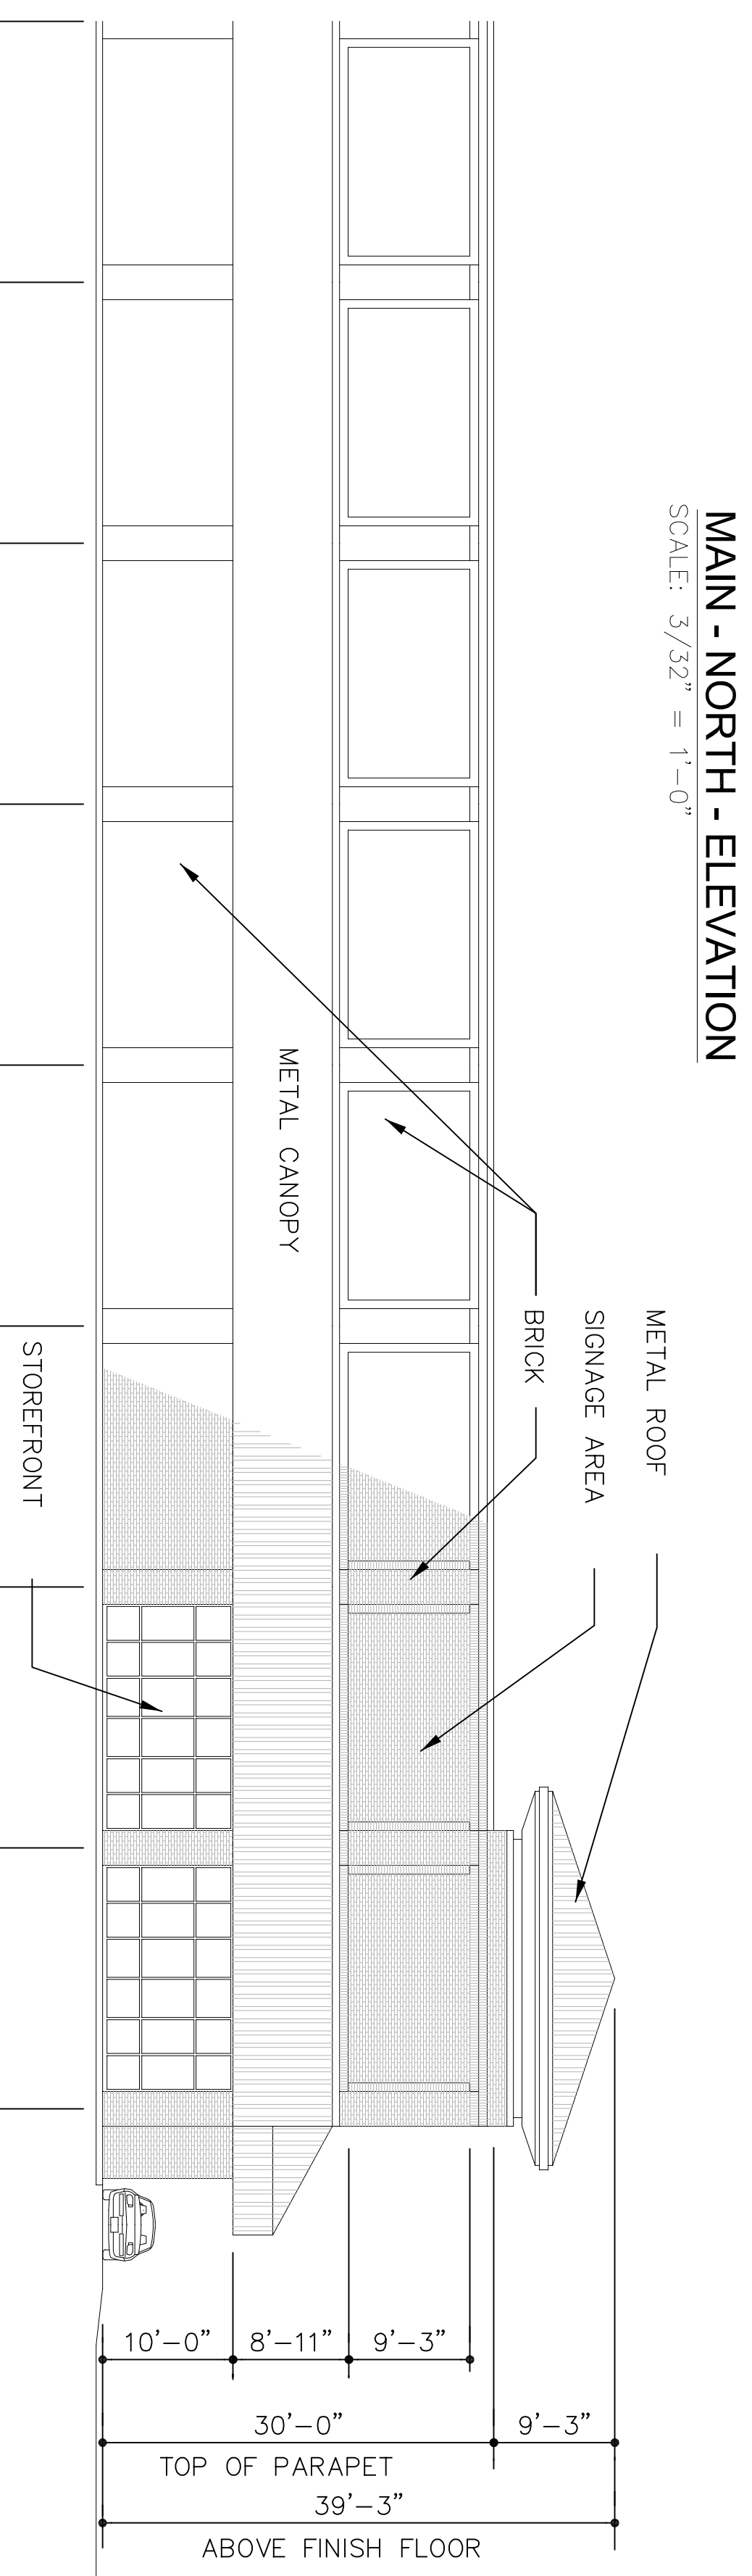 MAIN - NORTH - ELEVATION
SCALE: 3/32" = 1'-0"
METAL ROOF
SIGNAGE AREA
BRICK
METAL CANOPY
STOREFRONT
10'-0"
8'-11"
9'-3"
30'-0"
9'-3"
TOP OF PARAPET
39'-3"
ABOVE FINISH FLOOR